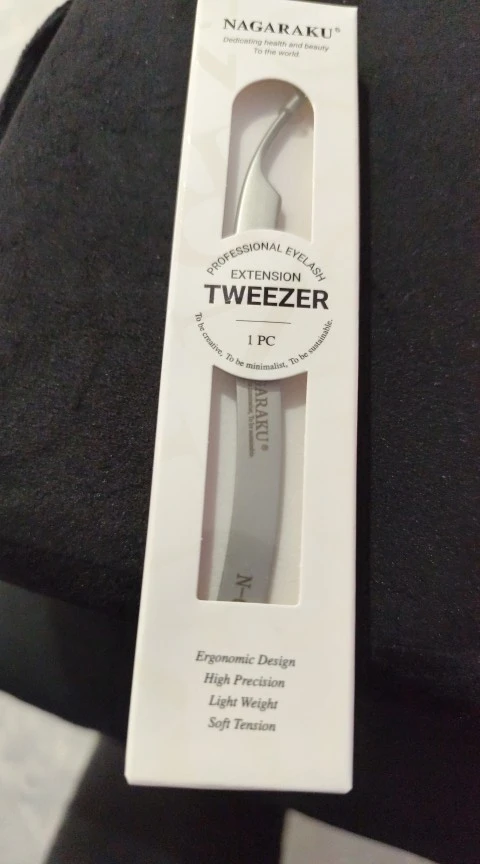 NAGARAKU®
Dedicating health and beauty
To the world
PROFESSIONAL EYELASH
EXTENSION
TWEEZER
1 PC
To be creative, To be minimalist, To be sustainable.
GARAKU®
Ergonomic Design
High Precision
Light Weight
Soft Tension